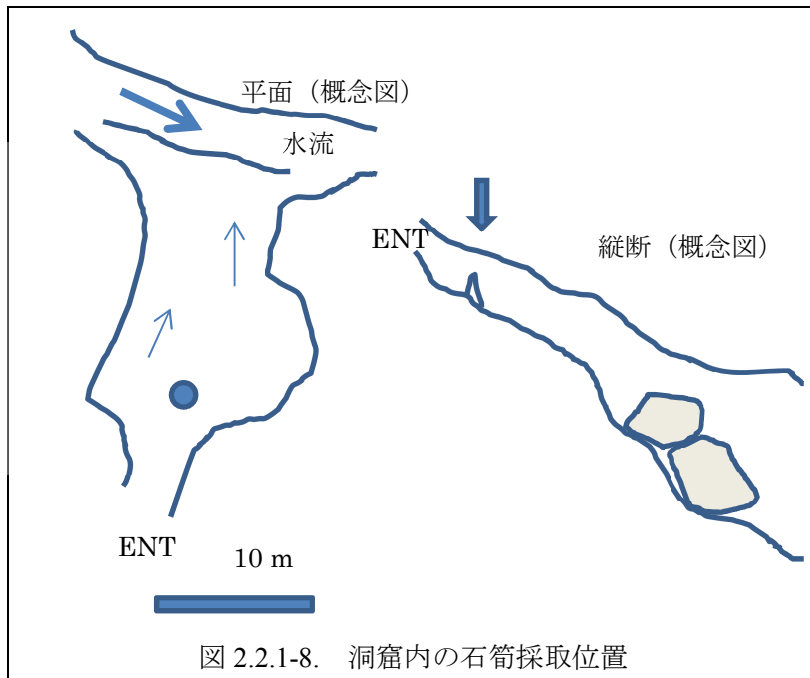 平面（概念図）
水流
ENT
縦断（概念図）
ENT
10 m
図 2.2.1-8. 洞窟内の石筍採取位置